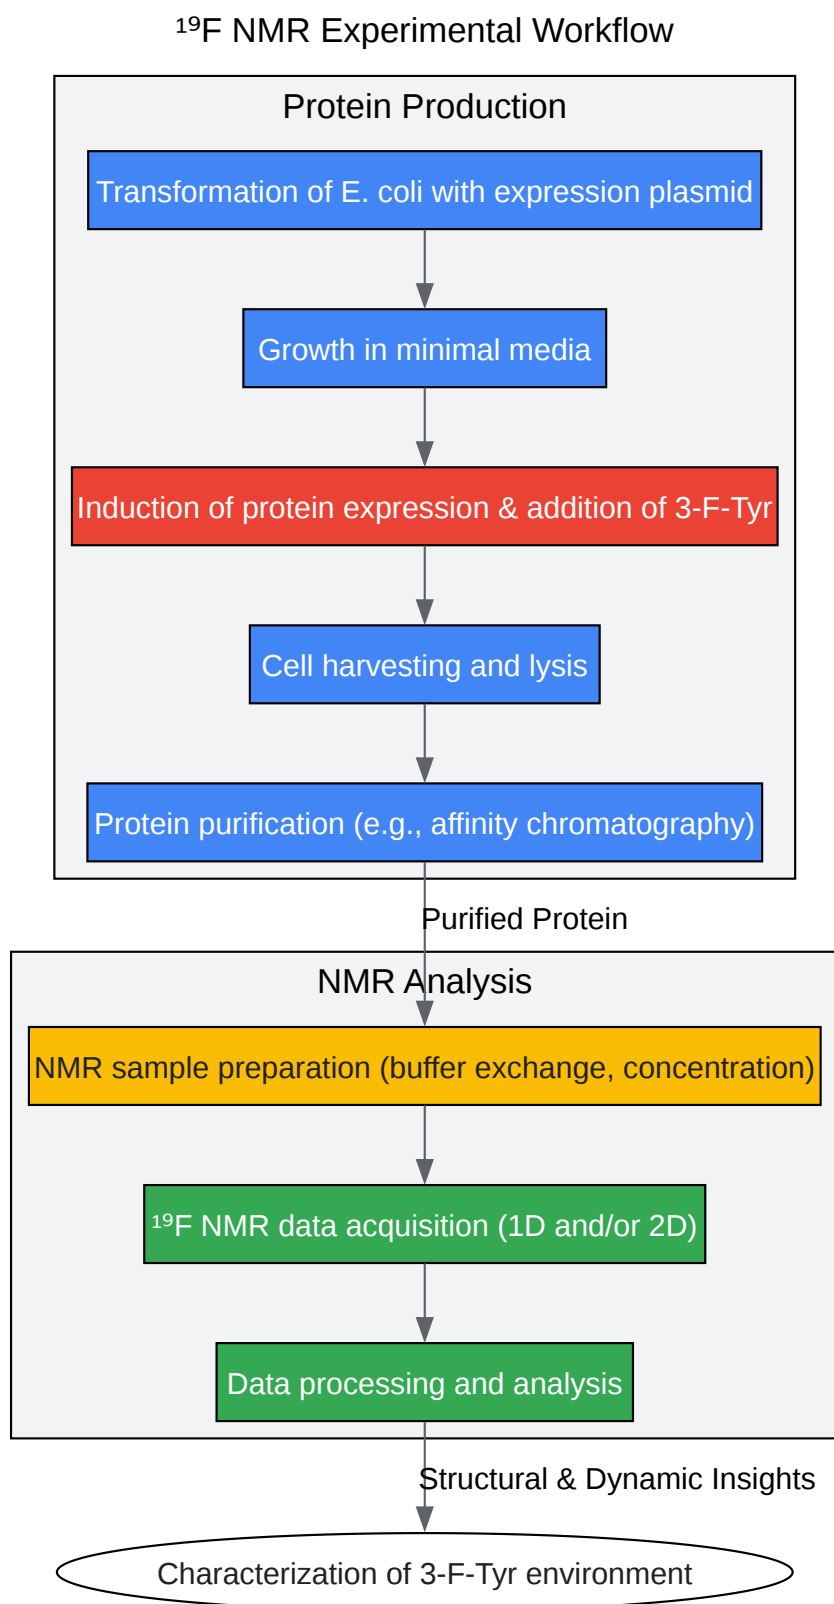 ¹⁹F NMR Experimental Workflow
Protein Production
Transformation of E. coli with expression plasmid
Growth in minimal media
Induction of protein expression & addition of 3-F-Tyr
Cell harvesting and lysis
Protein purification (e.g., affinity chromatography)
Purified Protein
NMR Analysis
NMR sample preparation (buffer exchange, concentration)
¹⁹F NMR data acquisition (1D and/or 2D)
Data processing and analysis
Structural & Dynamic Insights
Characterization of 3-F-Tyr environment